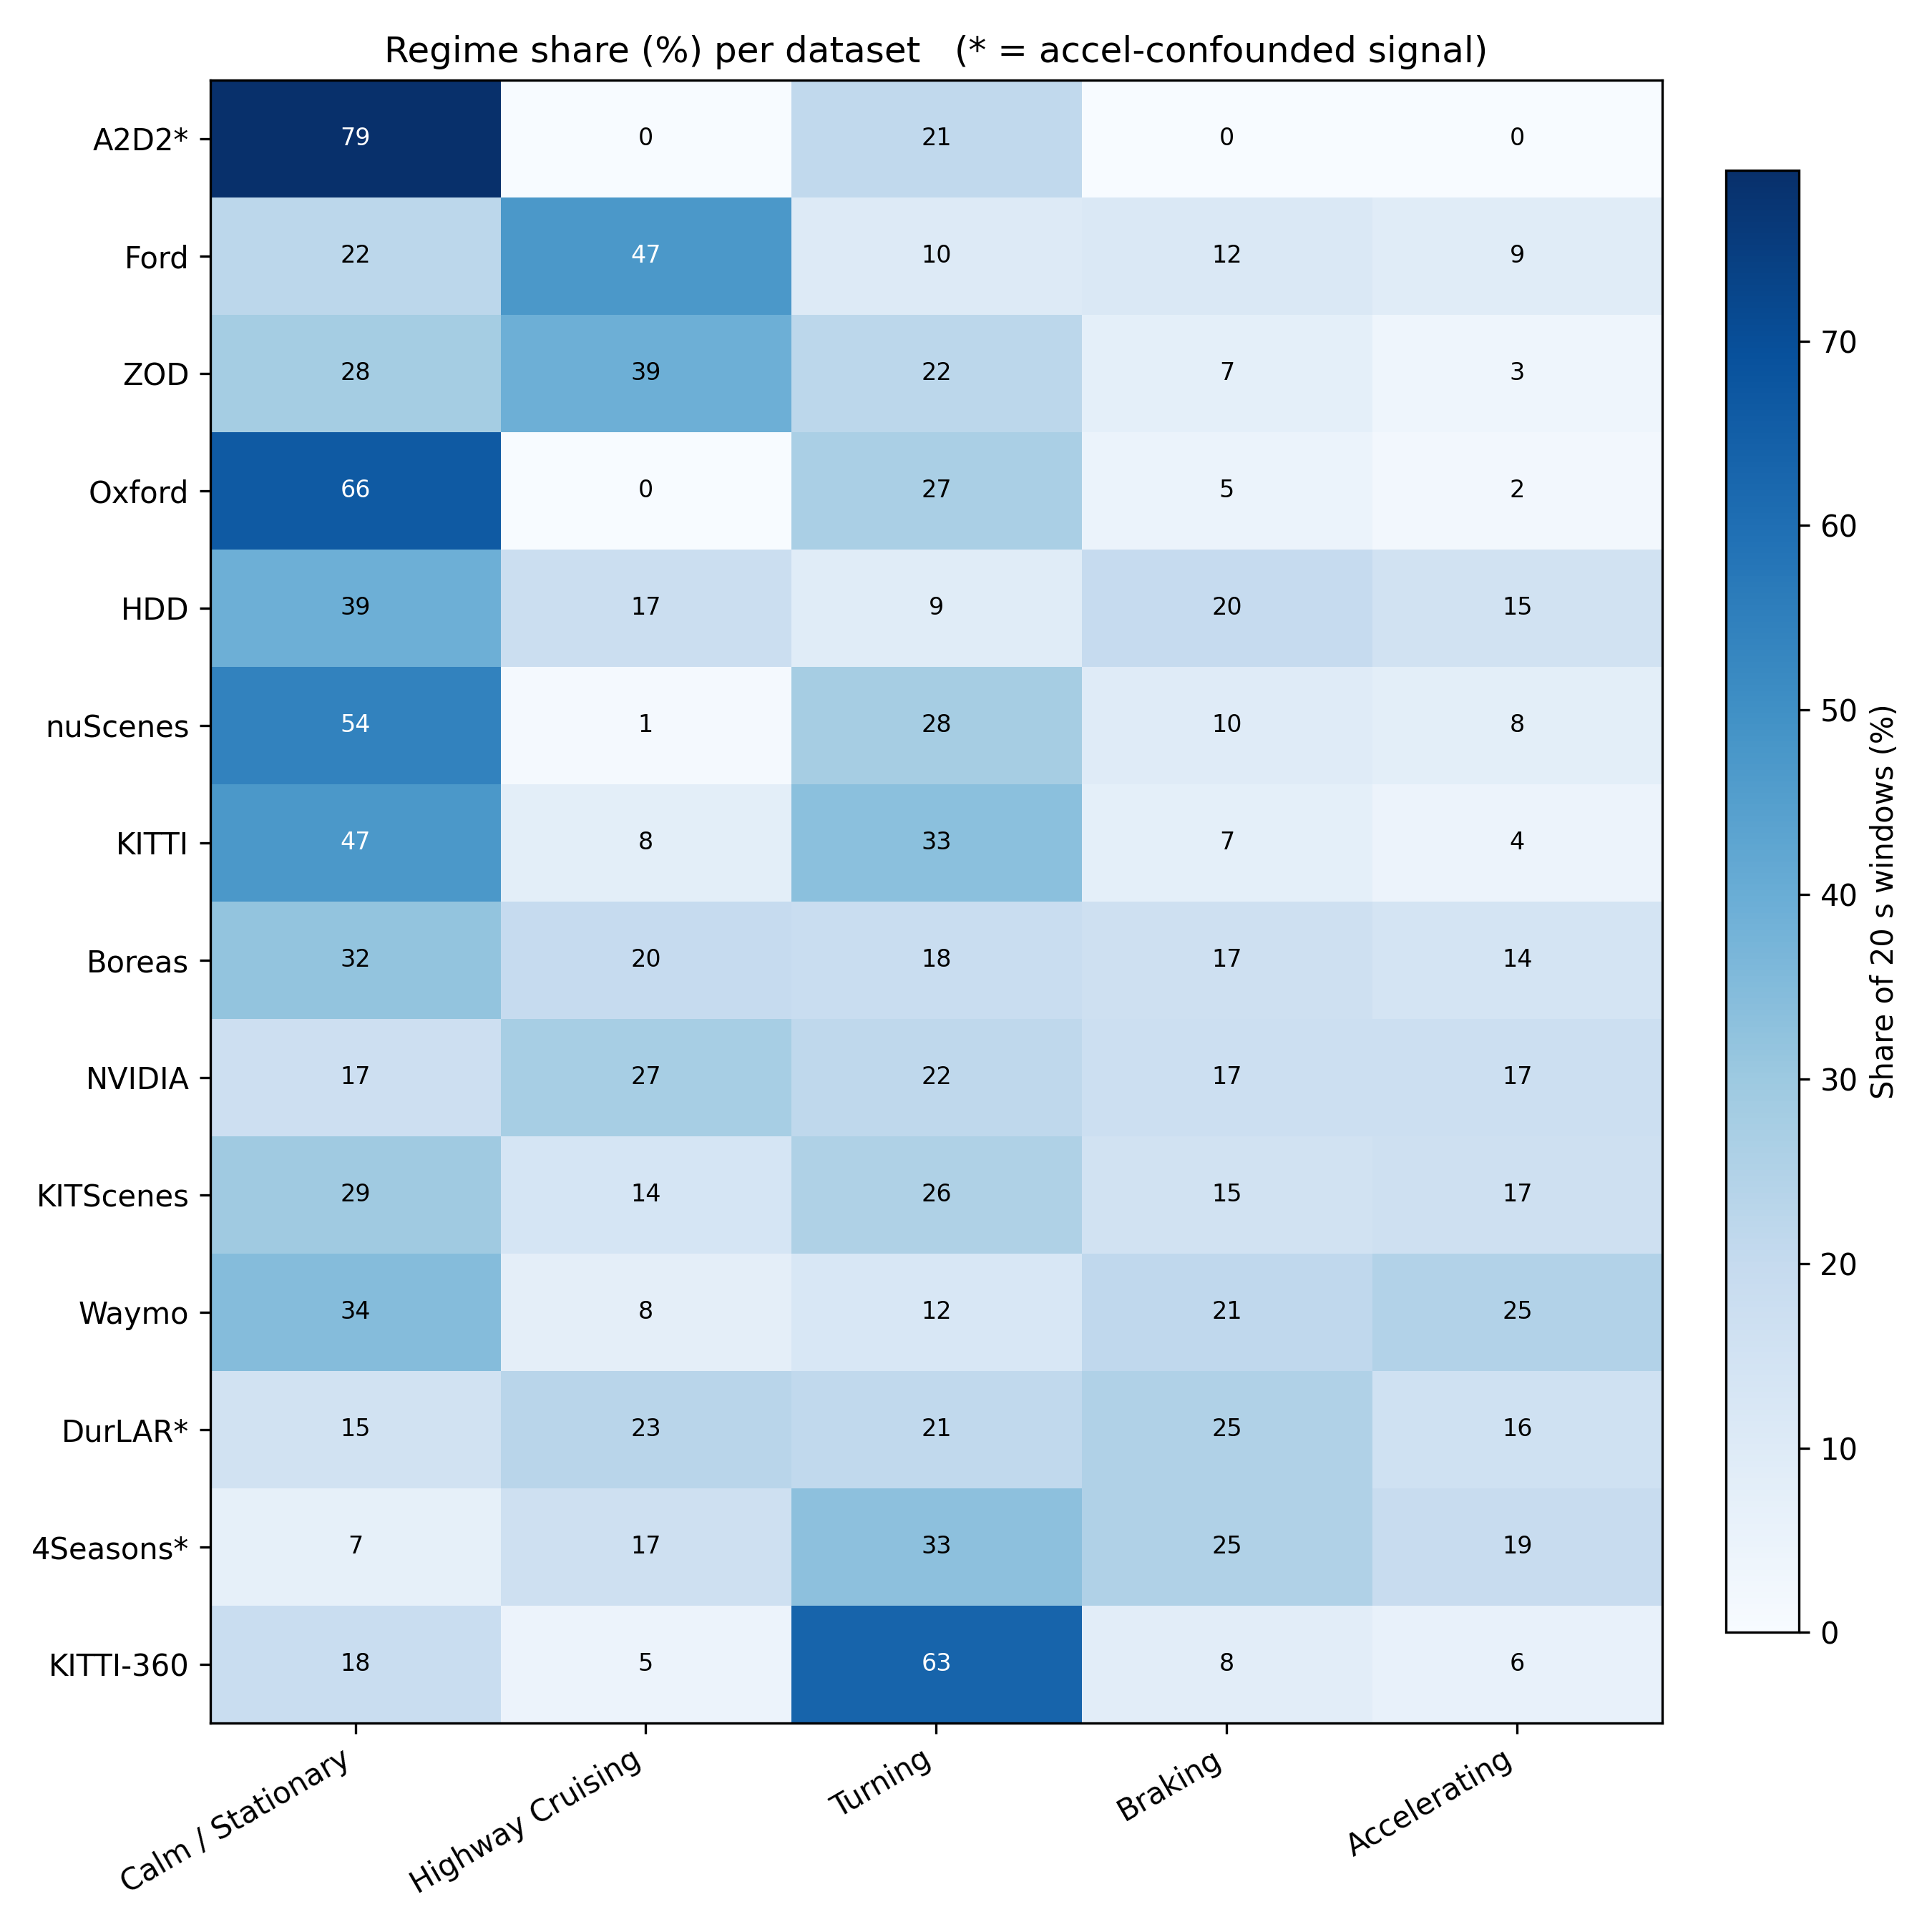 Regime share (%) per dataset (* = accel-confounded signal)
A2D2* 79 0 21 0 0
Ford 22 47 10 12 9
ZOD 28 39 22 7 3
Oxford 66 0 27 5 2
HDD 39 17 9 20 15
nuScenes 54 1 28 10 8
KITTI 47 8 33 7 4
Boreas 32 20 18 17 14
NVIDIA 17 27 22 17 17
KITScenes 29 14 26 15 17
Waymo 34 8 12 21 25
DurLAR* 15 23 21 25 16
4Seasons* 7 17 33 25 19
KITTI-360 18 5 63 8 6
Calm / Stationary
Highway Cruising
Turning
Braking
Accelerating
70
60
50
40
30
20
10
0
Share of 20 s windows (%)